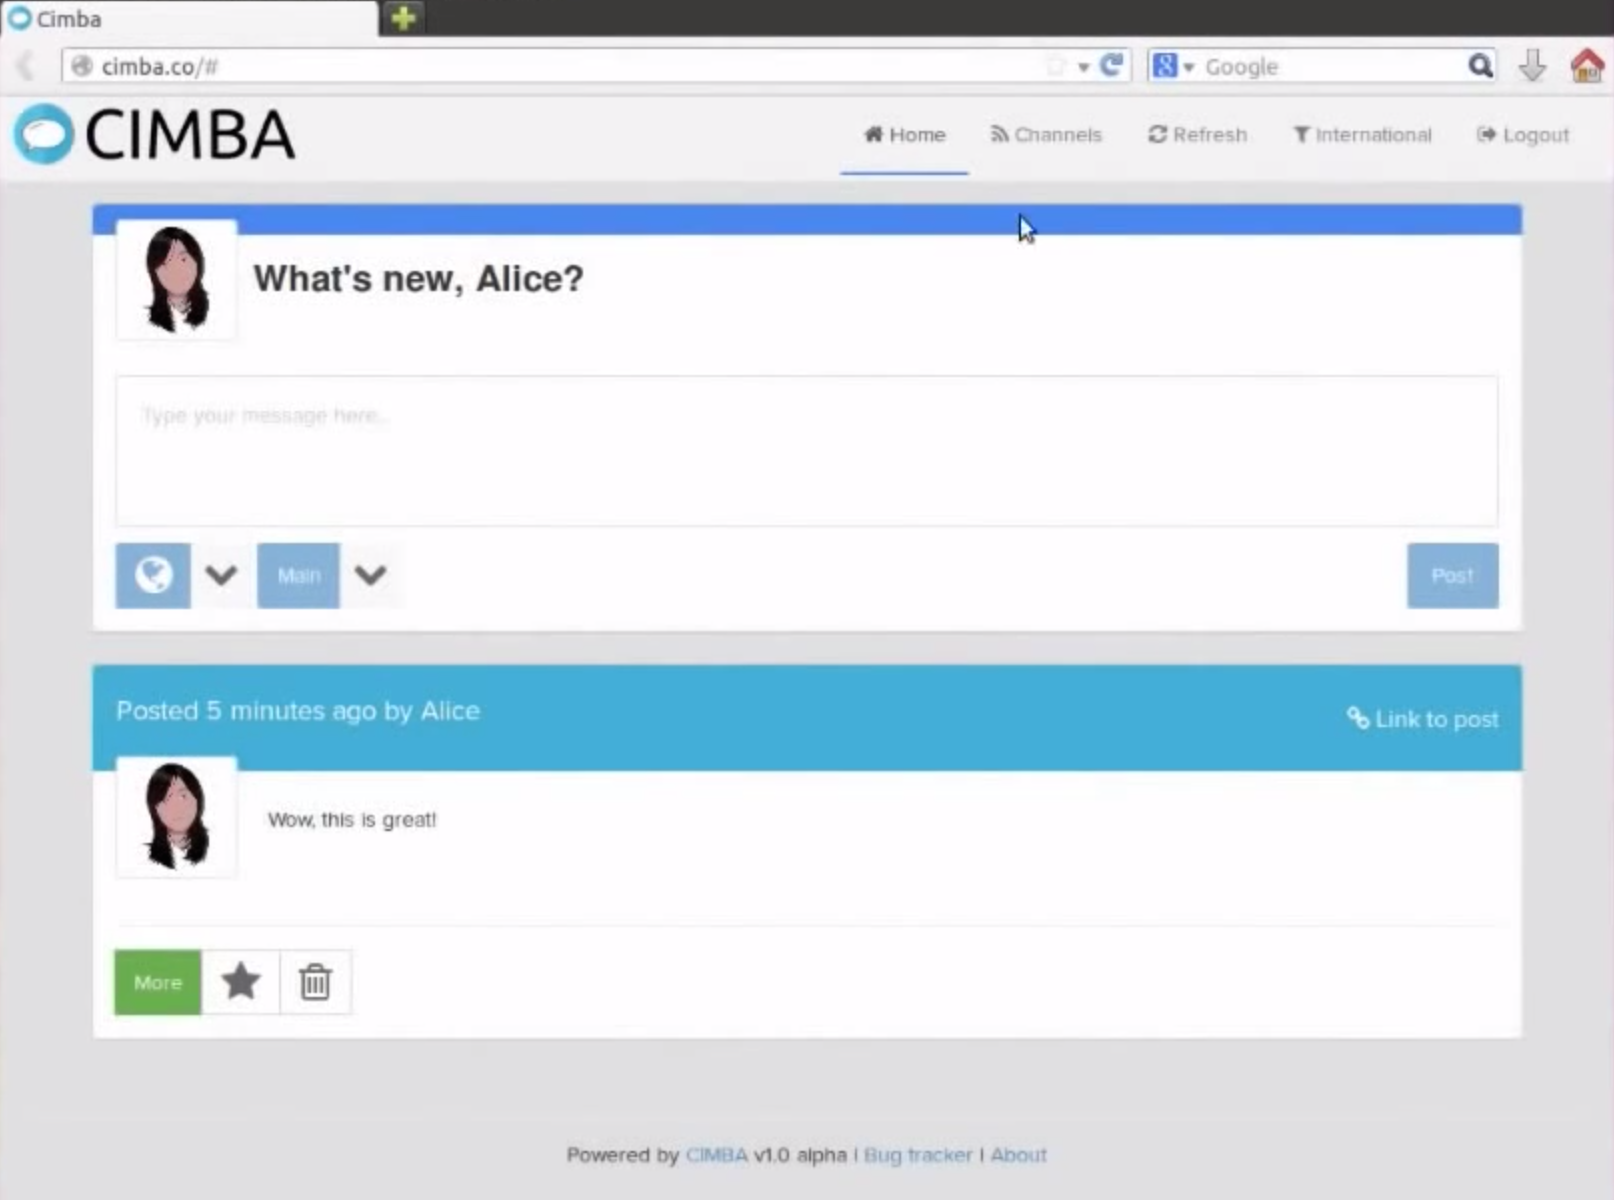 Cimba
cimba.co/#
Google
CIMBA
Home
Channels
Refresh
International
Logout
What's new, Alice?
Type your message here...
Main
Post
Posted 5 minutes ago by Alice
Link to post
Wow, this is great!
More
Powered by CIMBA v1.0 alpha | Bug tracker | About